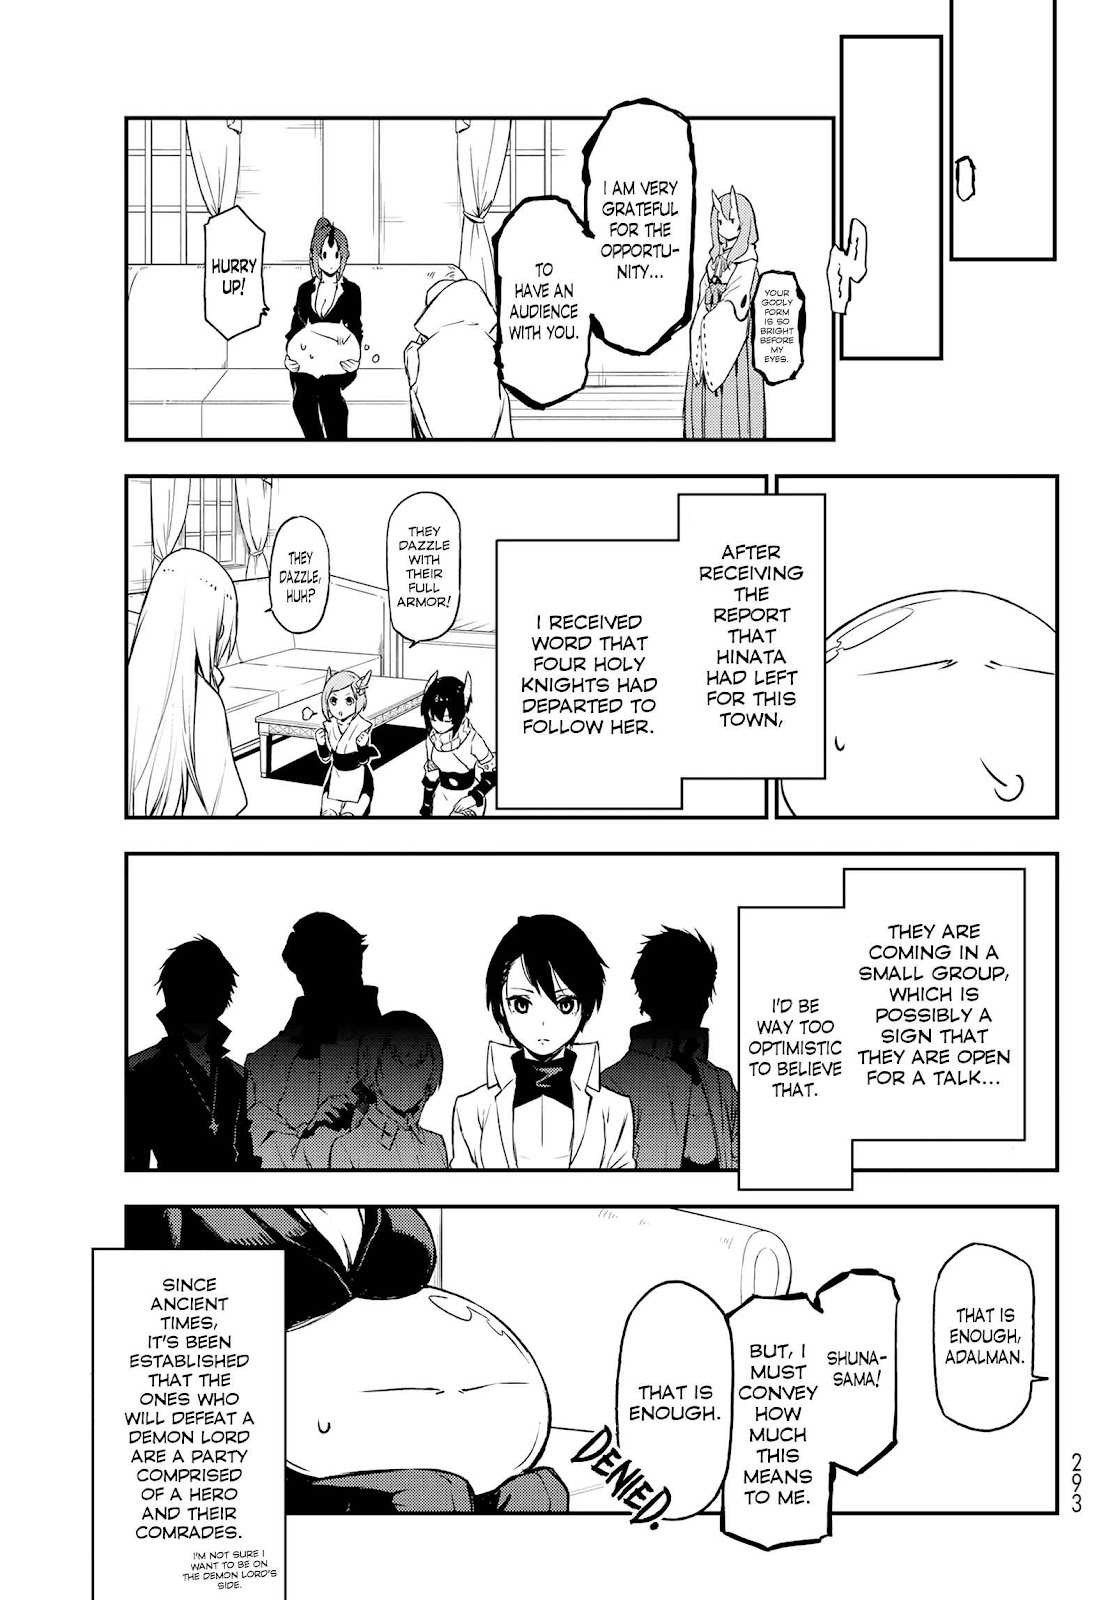 I AM VERY
GRATEFUL
FOR THE
OPPORTU-
NITY...
TO
HAVE AN
AUDIENCE
WITH YOU.
YOUR
GODLY
FORM IS
IS SO
BRIGHT
BEFORE
MY
EYES.
HURRY
UP!
AFTER
RECEIVING
THE
REPORT
THAT
HINATA
HAD LEFT
FOR THIS
TOWN,
I RECEIVED
WORD THAT
FOUR HOLY
KNIGHTS HAD
DEPARTED TO
FOLLOW HER.
THEY
DAZZLE
WITH
THEIR
FULL
ARMOR!
THEY
DAZZLE,
HUH?
THEY ARE
COMING IN A
SMALL GROUP,
WHICH IS
POSSIBLY A
SIGN THAT
THEY ARE OPEN
FOR A TALK...
I'D BE
WAY TOO
OPTIMISTIC
TO BELIEVE
THAT.
THAT IS
ENOUGH,
ADALMAN.
SHUNA-
SAMA!
BUT, I
MUST
CONVEY
HOW
MUCH
THIS
MEANS
TO ME.
THAT IS
ENOUGH.
DENIED.
SINCE
ANCIENT
TIMES,
IT'S BEEN
ESTABLISHED
THAT THE
ONES WHO
WILL DEFEAT A
DEMON LORD
ARE A PARTY
COMPRISED
OF A HERO
AND THEIR
COMRADES.
I'M NOT SURE I
WANT TO BE ON
THE DEMON LORD'S
SIDE.
293